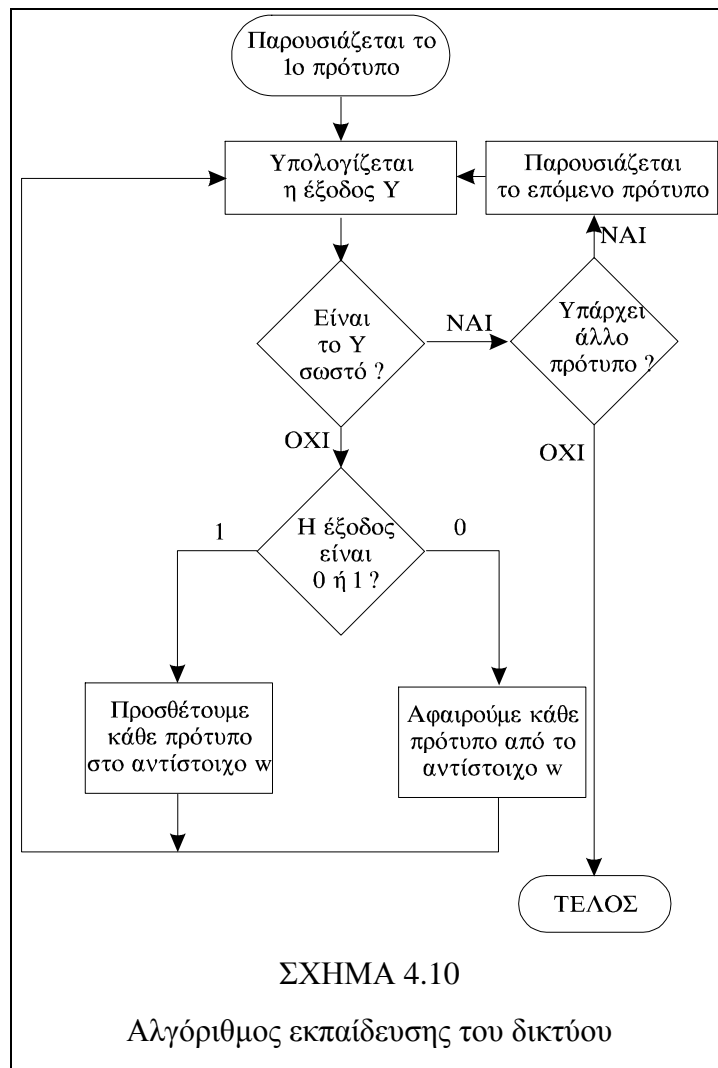 Παρουσιάζεται το
1ο πρότυπο
Υπολογίζεται
η έξοδος Υ
Παρουσιάζεται
το επόμενο πρότυπο
ΝΑΙ
Είναι
το Υ
σωστό ?
ΝΑΙ
Υπάρχει
άλλο
πρότυπο ?
ΟΧΙ
ΟΧΙ
1
Η έξοδος
είναι
0 ή 1 ?
0
Προσθέτουμε
κάθε πρότυπο
στο αντίστοιχο w
Αφαιρούμε κάθε
πρότυπο από το
αντίστοιχο w
ΤΕΛΟΣ
ΣΧΗΜΑ 4.10
Αλγόριθμος εκπαίδευσης του δικτύου